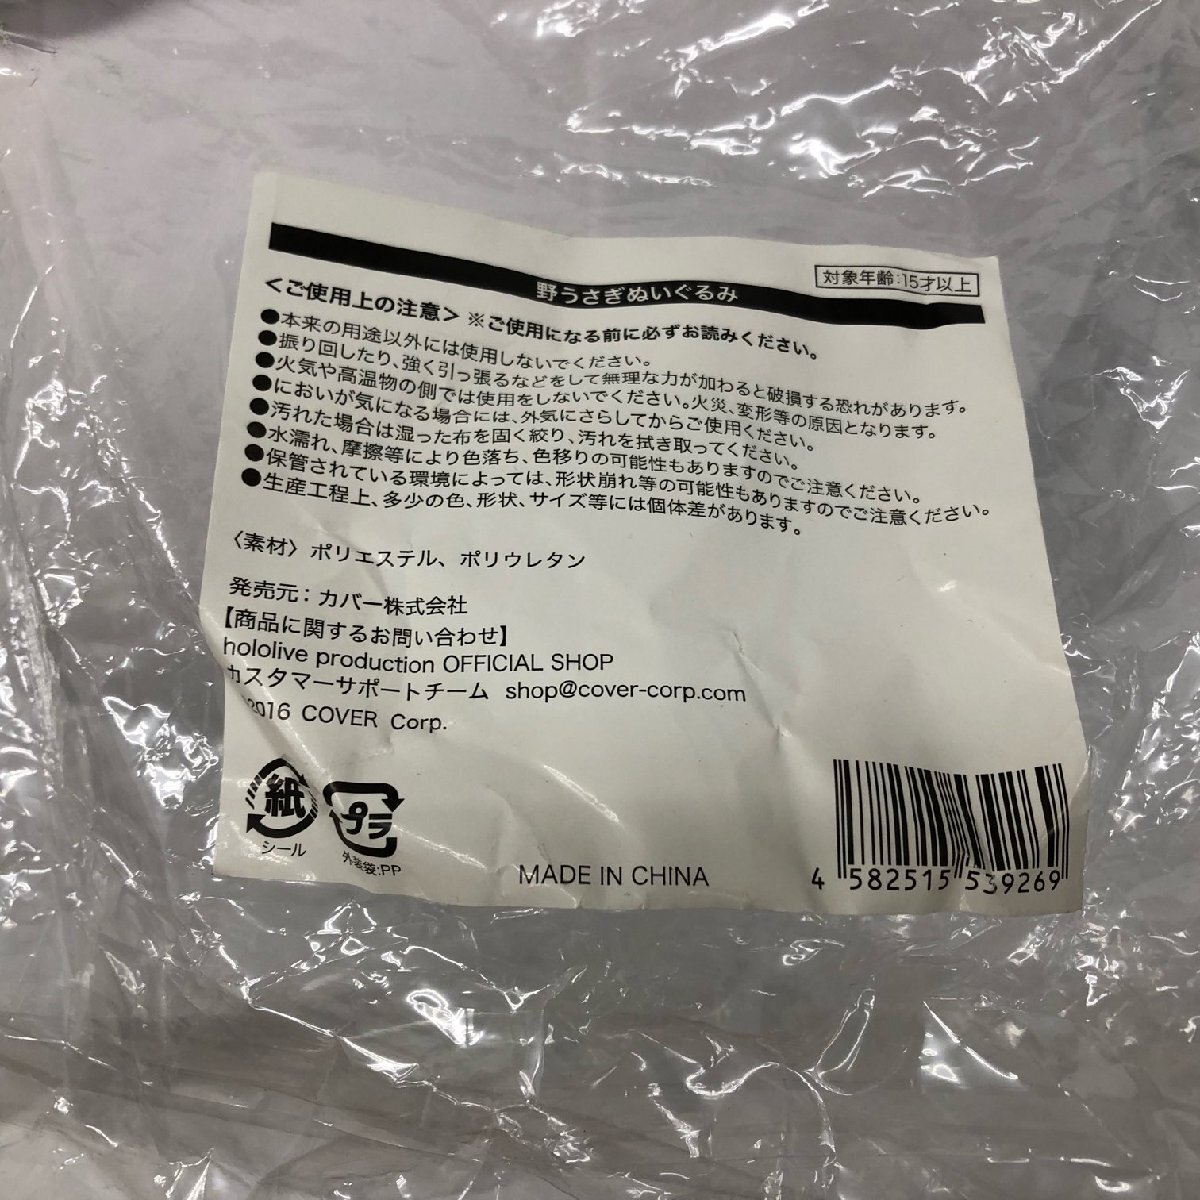 対象年齢:15才以上
野うさぎぬいぐるみ
<ご使用上の注意> ※ご使用になる前に必ずお読みください。
●本来の用途以外には使用しないでください。
●振り回したり、強く引っ張るなどをして無理な力が加わると破損する恐れがあります。
●火気や高温物の側では使用をしないでください。火災、変形等の原因となります。
●においが気になる場合には、外気にさらしてからご使用ください。
●汚れた場合は湿った布を固く絞り、汚れを拭き取ってください。
●水濡れ、摩擦等により色落ち、色移りの可能性もありますのでご注意ください。
●保管されている環境によっては、形状崩れ等の可能性もありますのでご注意ください。
●生産工程上、多少の色、形状、サイズ等には個体差があります。
〈素材〉ポリエステル、ポリウレタン
発売元：カバー株式会社
【商品に関するお問い合わせ】
hololive production OFFICIAL SHOP
カスタマーサポートチーム shop@cover-corp.com
2016 COVER Corp.
紙
シール
プラ
外装袋:PP
MADE IN CHINA
4 582515 539269